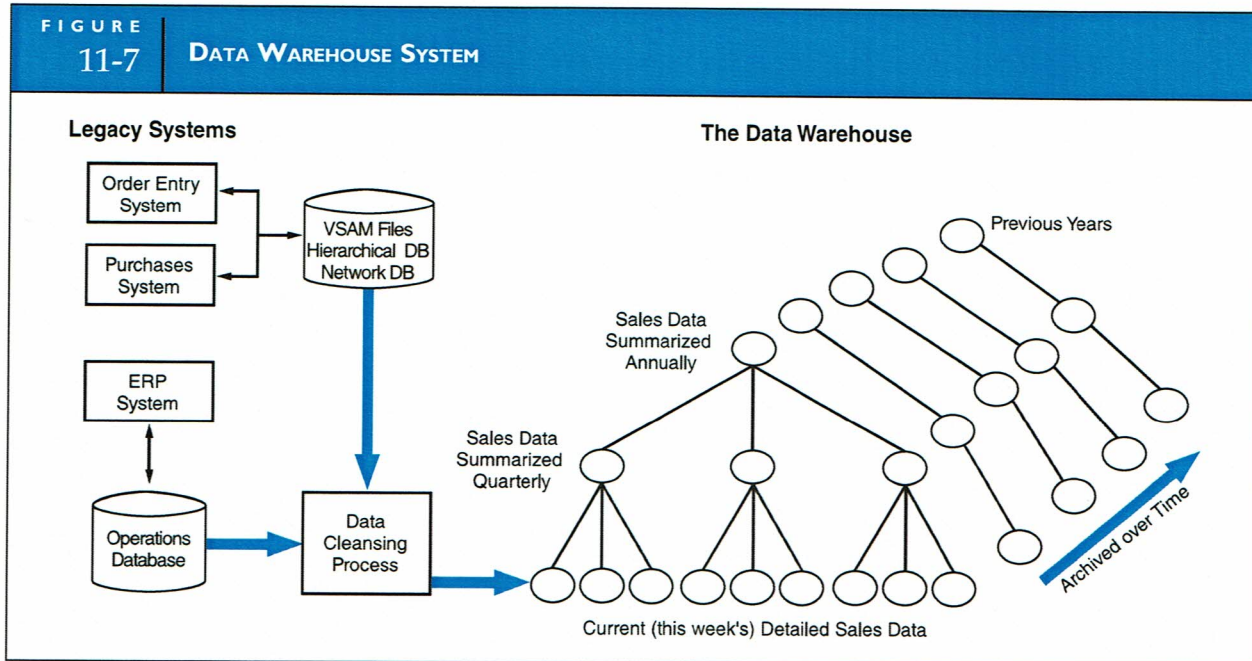 FIGURE
11-7
DATA WAREHOUSE SYSTEM
Legacy Systems
Order Entry
System
Purchases
System
VSAM Files
Hierarchical DB
Network DB
ERP
System
Operations
Database
Data
Cleansing
Process
The Data Warehouse
Previous Years
Sales Data
Summarized
Annually
Sales Data
Summarized
Quarterly
Archived over Time
Current (this week's) Detailed Sales Data